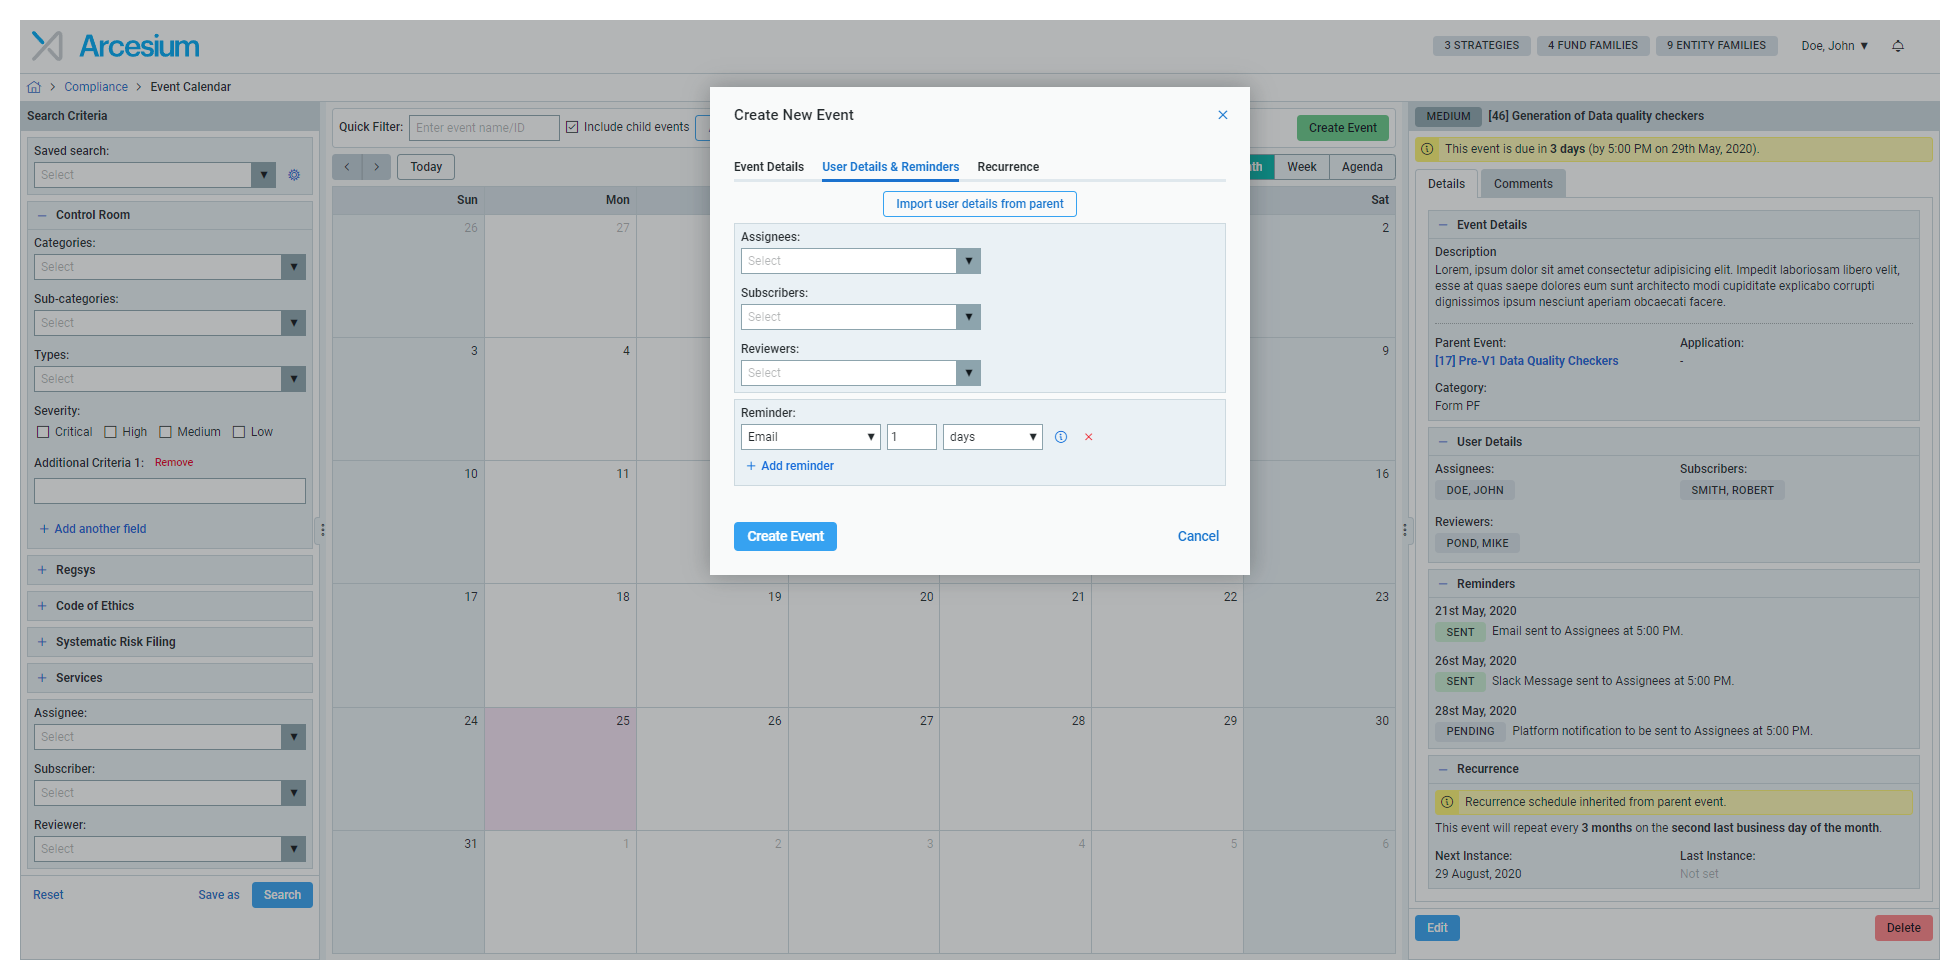 Arcesium
3 STRATEGIES
4 FUND FAMILIES
9 ENTITY FAMILIES
Doe, John ▼
Compliance > Event Calendar
Search Criteria
Saved search:
Select
Control Room
Categories:
Select
Sub-categories:
Select
Types:
Select
Severity:
Critical High Medium Low
Additional Criteria 1: Remove
+ Add another field
+ Regsys
+ Code of Ethics
+ Systematic Risk Filing
+ Services
Assignee:
Select
Subscriber:
Select
Reviewer:
Select
Reset Save as Search
Quick Filter: Enter event name/ID Include child events
Create Event
< > Today
Week Agenda
Sun Mon Sat
26 27 2
3 4 9
10 11 16
17 18 19 20 21 22 23
24 25 26 27 28 29 30
31 1 2 3 4 5 6
Create New Event
Event Details User Details & Reminders Recurrence
Import user details from parent
Assignees:
Select
Subscribers:
Select
Reviewers:
Select
Reminder:
Email 1 days
+ Add reminder
Create Event Cancel
MEDIUM [46] Generation of Data quality checkers
This event is due in 3 days (by 5:00 PM on 29th May, 2020).
Details Comments
Event Details
Description
Lorem, ipsum dolor sit amet consectetur adipisicing elit. Impedit laboriosam libero velit,
esse at quas saepe dolores eum sunt architecto modi cupiditate explicabo corrupti
dignissimos ipsum nesciunt aperiam obcaecati facere.
Parent Event: Application:
[17] Pre-V1 Data Quality Checkers -
Category:
Form PF
User Details
Assignees: Subscribers:
DOE, JOHN SMITH, ROBERT
Reviewers:
POND, MIKE
Reminders
21st May, 2020
SENT Email sent to Assignees at 5:00 PM.
26st May, 2020
SENT Slack Message sent to Assignees at 5:00 PM.
28st May, 2020
PENDING Platform notification to be sent to Assignees at 5:00 PM.
Recurrence
Recurrence schedule inherited from parent event.
This event will repeat every 3 months on the second last business day of the month.
Next Instance: Last Instance:
29 August, 2020 Not set
Edit Delete